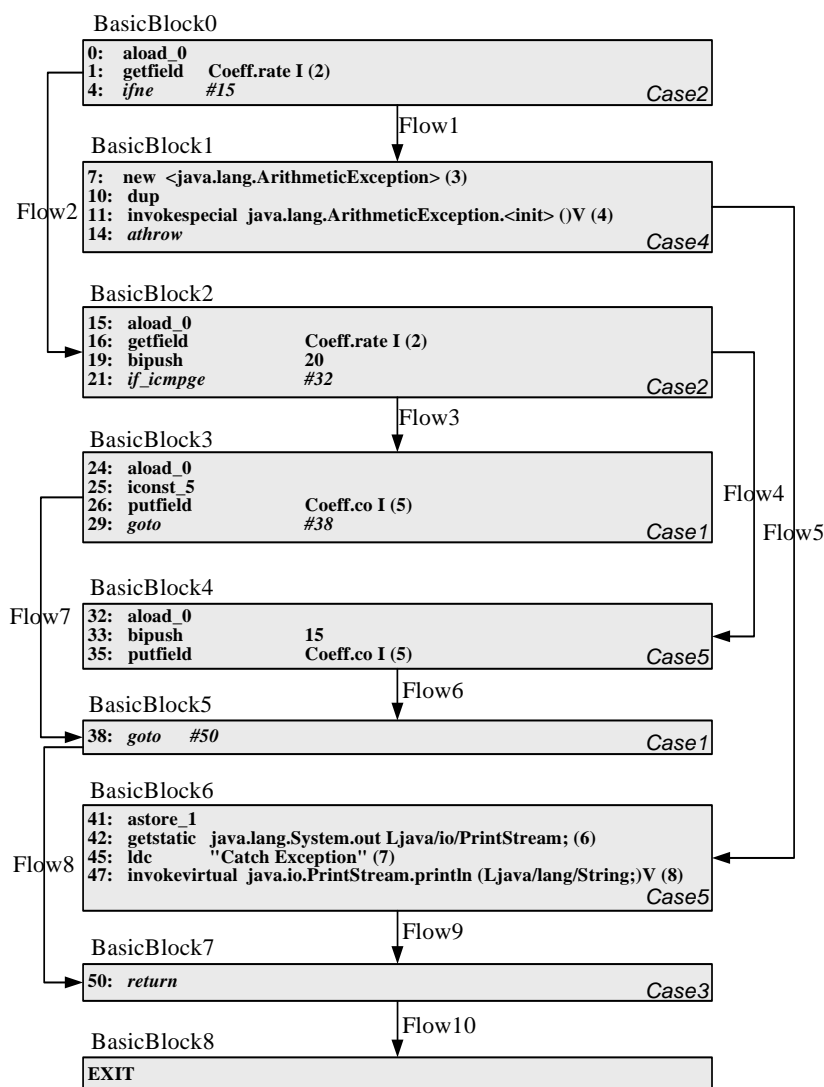 BasicBlock0
0: aload_0
1: getfield Coeff.rate I (2)
4: ifne #15
Case2
Flow1
BasicBlock1
7: new <java.lang.ArithmeticException> (3)
10: dup
11: invokespecial java.lang.ArithmeticException.<init> ()V (4)
14: athrow
Case4
Flow2
BasicBlock2
15: aload_0
16: getfield Coeff.rate I (2)
19: bipush 20
21: if_icmpge #32
Case2
Flow3
BasicBlock3
24: aload_0
25: iconst_5
26: putfield Coeff.co I (5)
29: goto #38
Case1
Flow4
Flow5
BasicBlock4
32: aload_0
33: bipush 15
35: putfield Coeff.co I (5)
Case5
Flow7
Flow6
BasicBlock5
38: goto #50
Case1
BasicBlock6
41: astore_1
42: getstatic java.lang.System.out Ljava/io/PrintStream; (6)
45: ldc "Catch Exception" (7)
47: invokevirtual java.io.PrintStream.println (Ljava/lang/String;)V (8)
Case5
Flow8
Flow9
BasicBlock7
50: return
Case3
Flow10
BasicBlock8
EXIT